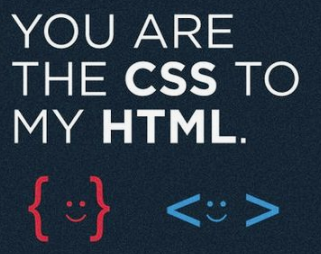 YOU ARE
THE CSS TO
MY HTML.
{ } < >